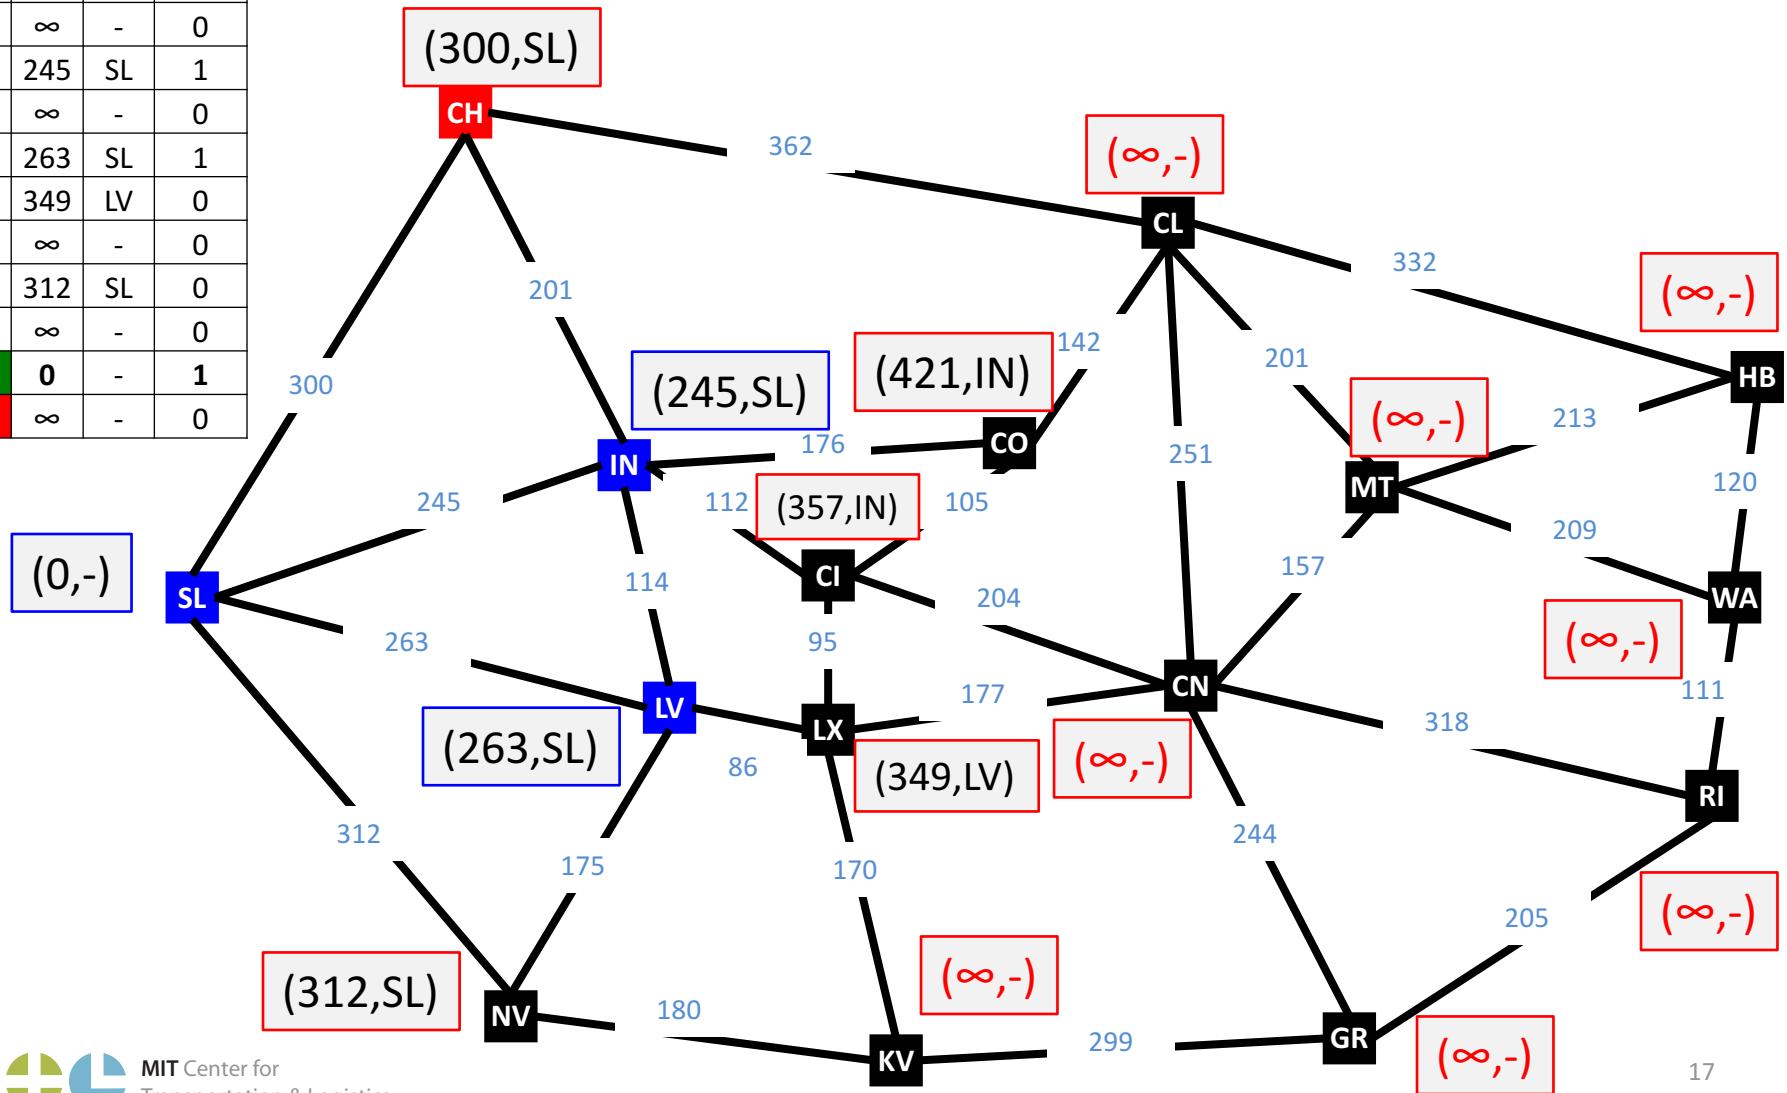 ∞ - 0
245 SL 1
∞ - 0
263 SL 1
349 LV 0
∞ - 0
312 SL 0
∞ - 0
0 - 1
∞ - 0
(300,SL)
CH
362
(∞,-)
CL
332
(∞,-)
201
HB
300
(245,SL)
(421,IN)
142
201
(∞,-)
213
IN
176
CO
251
MT
120
245
112
(357,IN)
105
209
(0,-)
SL
114
CI
204
157
WA
263
95
(∞,-)
LV
(263,SL)
86
LX
177
CN
111
(349,LV)
(∞,-)
318
RI
312
175
170
244
205
(∞,-)
(312,SL)
NV
180
(∞,-)
KV
299
GR
(∞,-)
MIT Center for
17